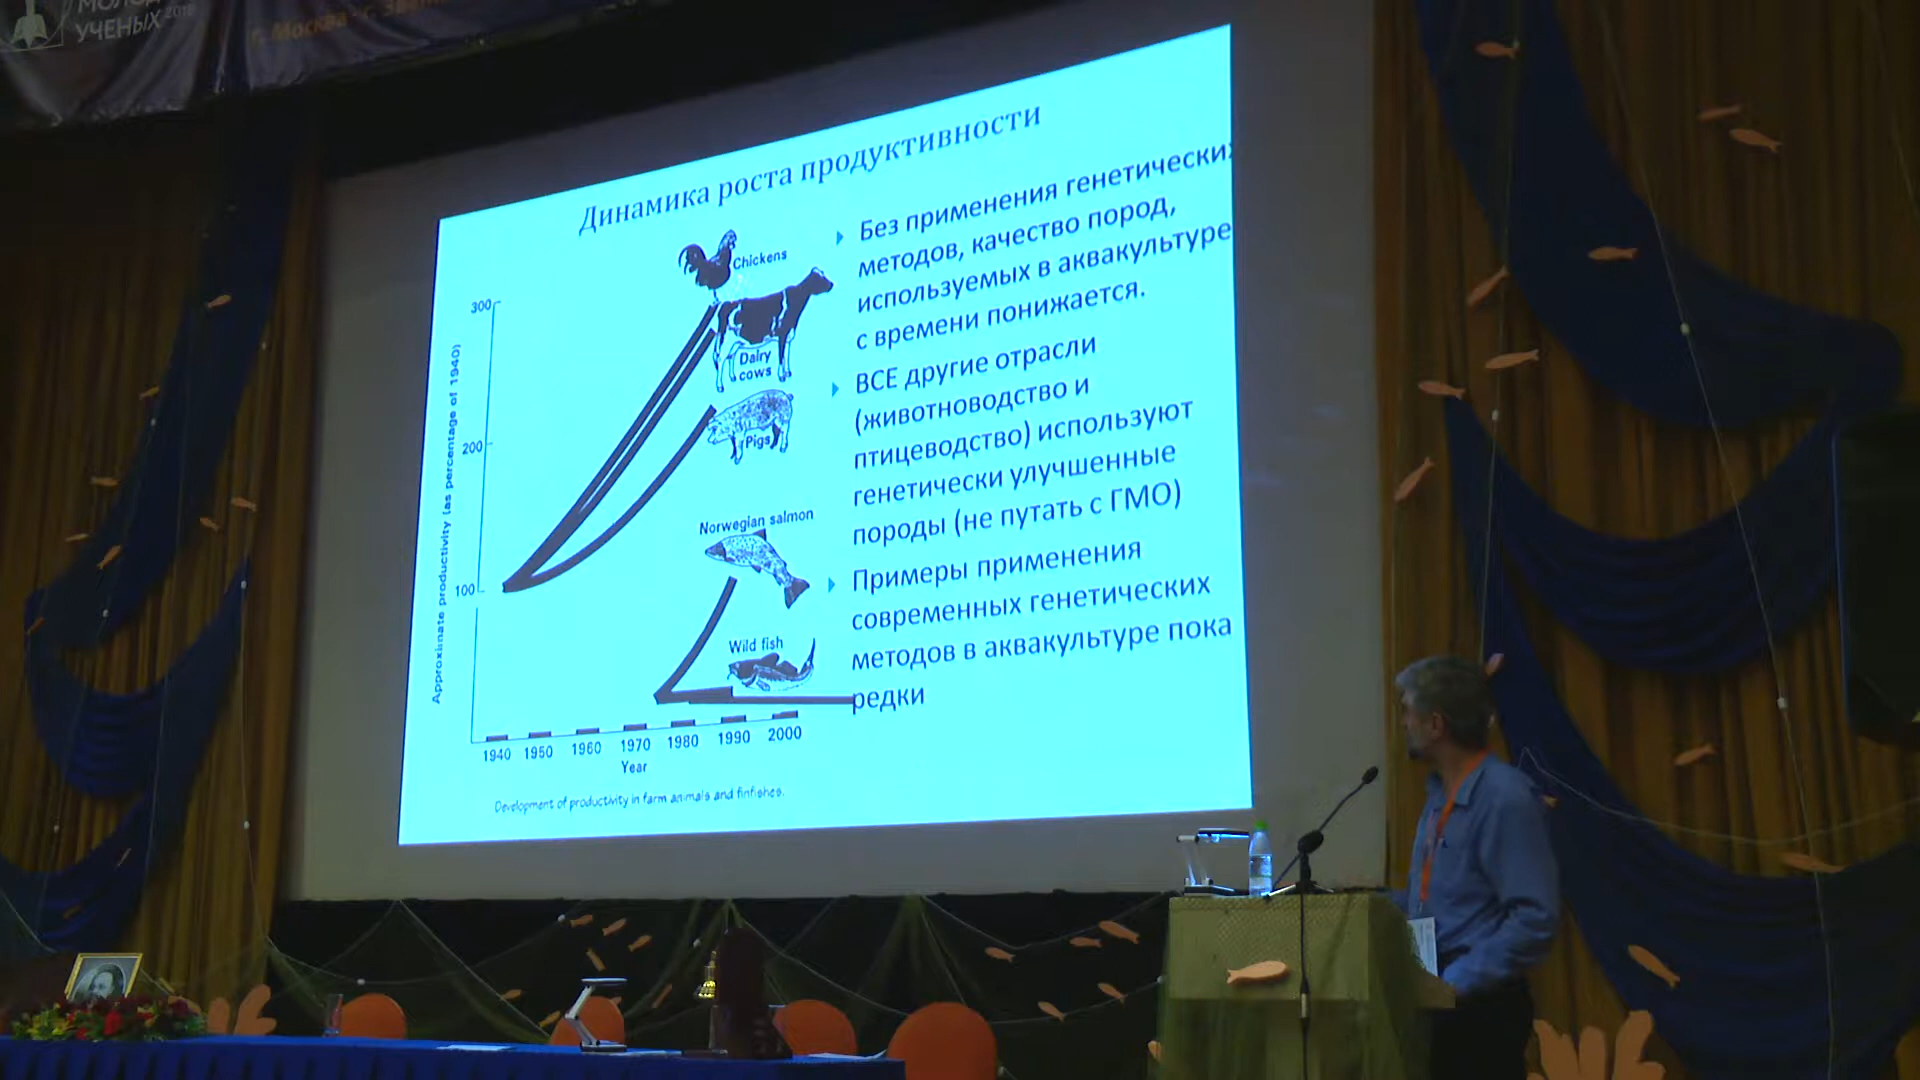 УЧЕНЫХ 2018
г. Москва - г.
Динамика роста продуктивности
Chickens
Dairy
cows
Pigs
Norwegian salmon
Wild fish
300
200
100
Approximate productivity (as percentage of 1940)
1940 1950 1960 1970 1980 1990 2000
Year
Development of productivity in farm animals and finfishes.
Без применения генетических
методов, качество пород,
используемых в аквакультуре
с времени понижается.
ВСЕ другие отрасли
(животноводство и
птицеводство) используют
генетически улучшенные
породы (не путать с ГМО)
Примеры применения
современных генетических
методов в аквакультуре пока
редки